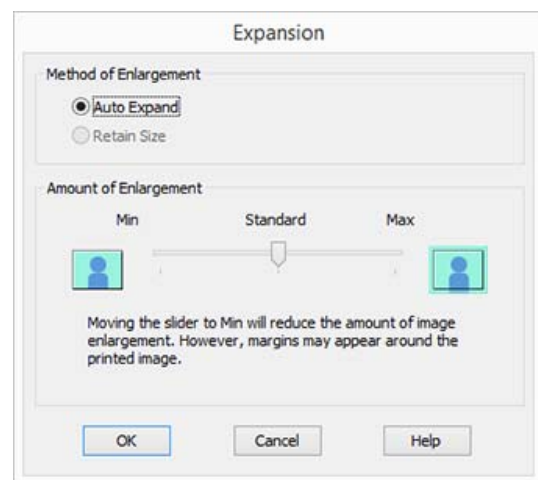 Expansion
Method of Enlargement
Auto Expand
Retain Size
Amount of Enlargement
Min Standard Max
Moving the slider to Min will reduce the amount of image
enlargement. However, margins may appear around the
printed image.
OK Cancel Help